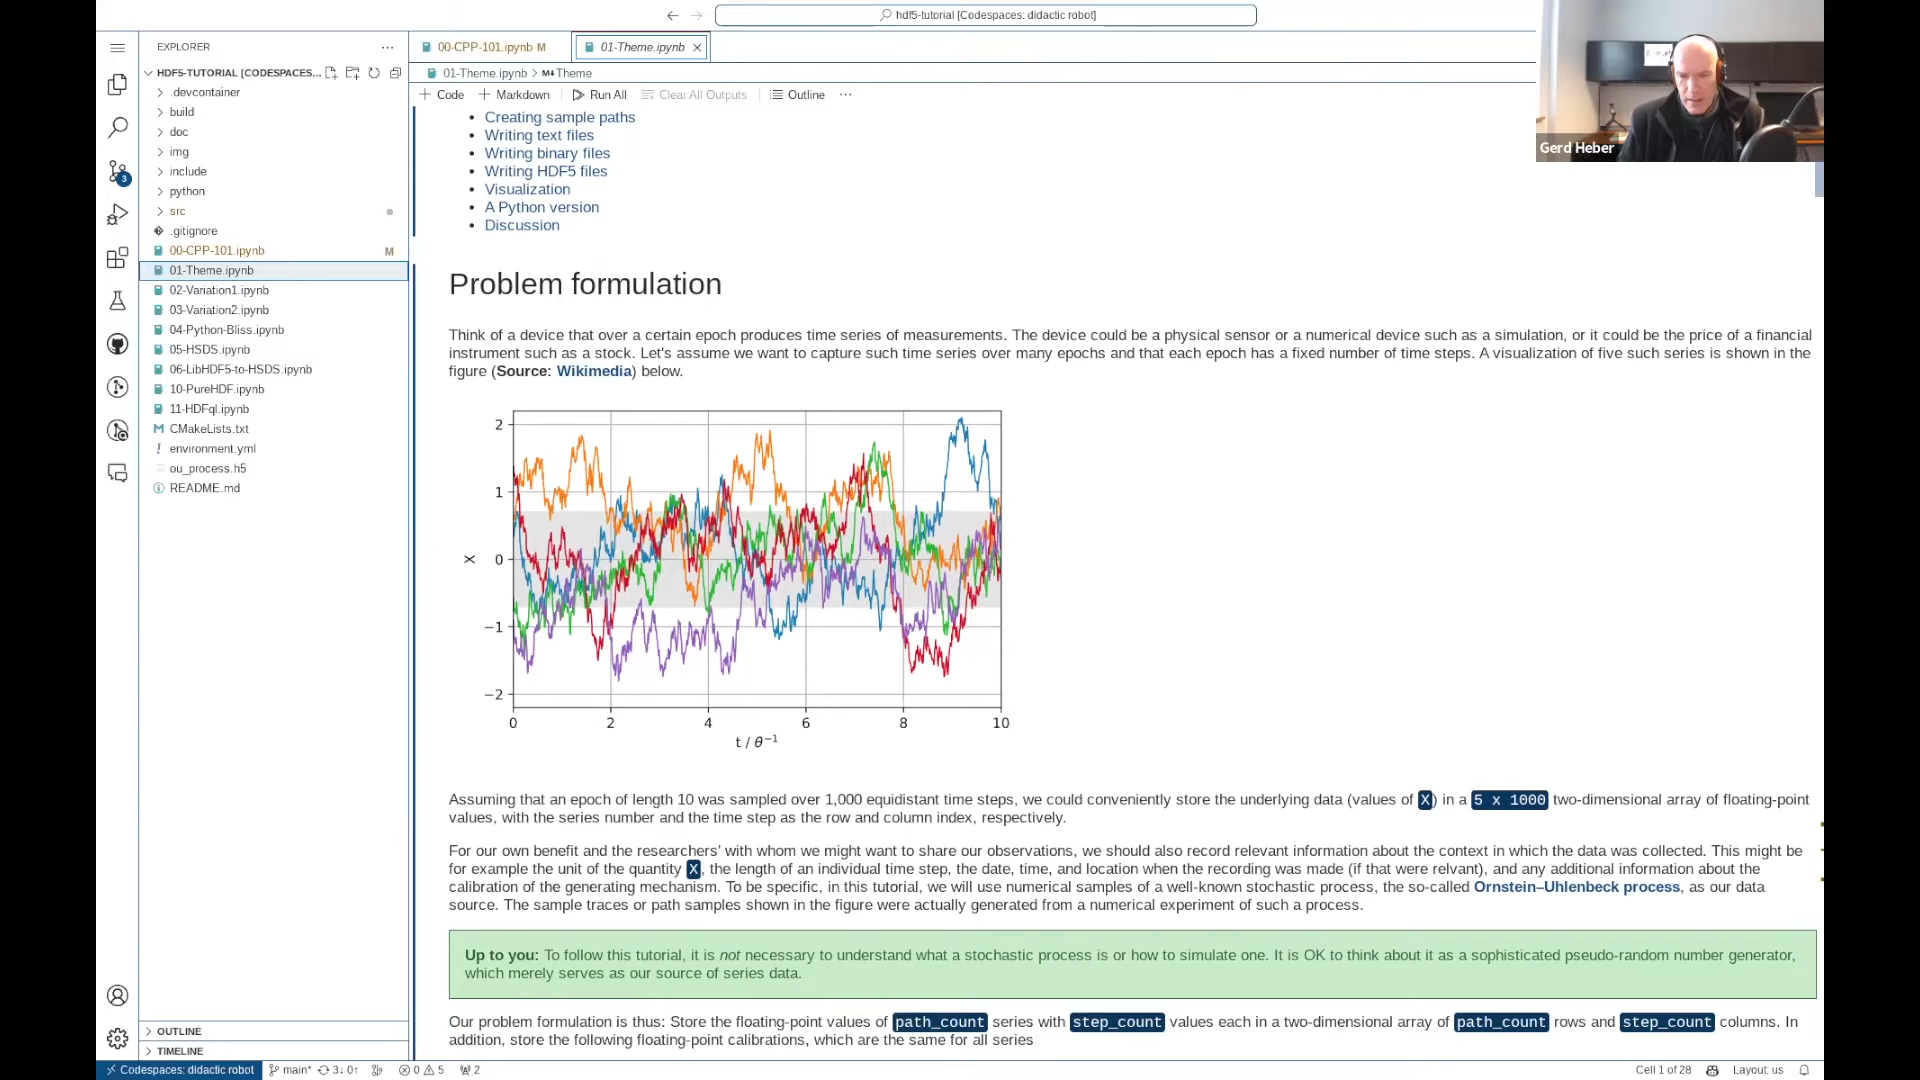 hdf5-tutorial [Codespaces: didactic robot]
EXPLORER
HDF5-TUTORIAL [CODESPACES...
.devcontainer
build
doc
img
include
python
src
.gitignore
00-CPP-101.ipynb M
01-Theme.ipynb
02-Variation1.ipynb
03-Variation2.ipynb
04-Python-Bliss.ipynb
05-HSDS.ipynb
06-LibHDF5-to-HSDS.ipynb
10-PureHDF.ipynb
11-HDFql.ipynb
CMakeLists.txt
environment.yml
ou_process.h5
README.md
OUTLINE
TIMELINE
3
00-CPP-101.ipynb M
01-Theme.ipynb
01-Theme.ipynb > M↓ Theme
+ Code + Markdown Run All Clear All Outputs Outline ...
Creating sample paths
Writing text files
Writing binary files
Writing HDF5 files
Visualization
A Python version
Discussion
Problem formulation
Think of a device that over a certain epoch produces time series of measurements. The device could be a physical sensor or a numerical device such as a simulation, or it could be the price of a financial
instrument such as a stock. Let's assume we want to capture such time series over many epochs and that each epoch has a fixed number of time steps. A visualization of five such series is shown in the
figure (Source: Wikimedia) below.
2
1
0
−1
−2
X
0 2 4 6 8 10
t / θ⁻¹
Assuming that an epoch of length 10 was sampled over 1,000 equidistant time steps, we could conveniently store the underlying data (values of X) in a 5 x 1000 two-dimensional array of floating-point
values, with the series number and the time step as the row and column index, respectively.
For our own benefit and the researchers' with whom we might want to share our observations, we should also record relevant information about the context in which the data was collected. This might be
for example the unit of the quantity X, the length of an individual time step, the date, time, and location when the recording was made (if that were relevant), and any additional information about the
calibration of the generating mechanism. To be specific, in this tutorial, we will use numerical samples of a well-known stochastic process, the so-called Ornstein–Uhlenbeck process, as our data
source. The sample traces or path samples shown in the figure were actually generated from a numerical experiment of such a process.
Up to you: To follow this tutorial, it is not necessary to understand what a stochastic process is or how to simulate one. It is OK to think about it as a sophisticated pseudo-random number generator,
which merely serves as our source of series data.
Our problem formulation is thus: Store the floating-point values of path_count series with step_count values each in a two-dimensional array of path_count rows and step_count columns. In
addition, store the following floating-point calibrations, which are the same for all series
Gerd Heber
Codespaces: didactic robot main* 3↓ 0↑ 0 5 2
Cell 1 of 28 Layout: us